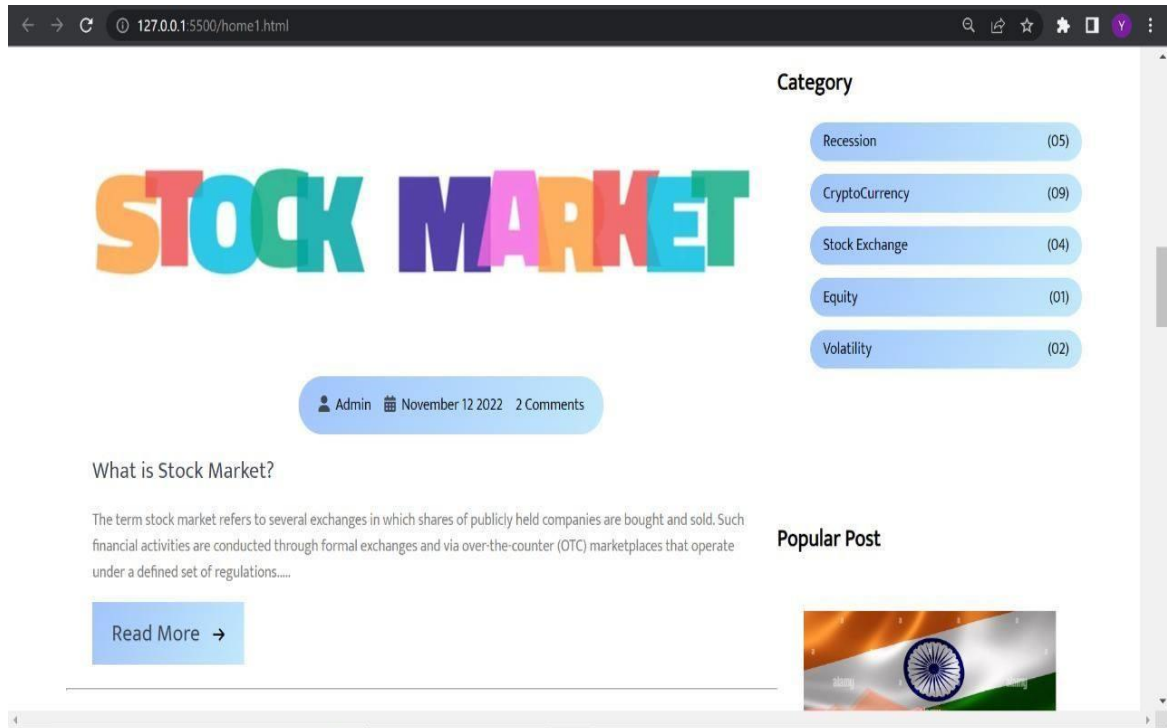 127.0.0.1:5500/home1.html
Y
STOCK MARKET
Admin November 12 2022 2 Comments
What is Stock Market?
The term stock market refers to several exchanges in which shares of publicly held companies are bought and sold. Such
financial activities are conducted through formal exchanges and via over-the-counter (OTC) marketplaces that operate
under a defined set of regulations.....
Read More
Category
Recession (05)
CryptoCurrency (09)
Stock Exchange (04)
Equity (01)
Volatility (02)
Popular Post
alamy
alamy